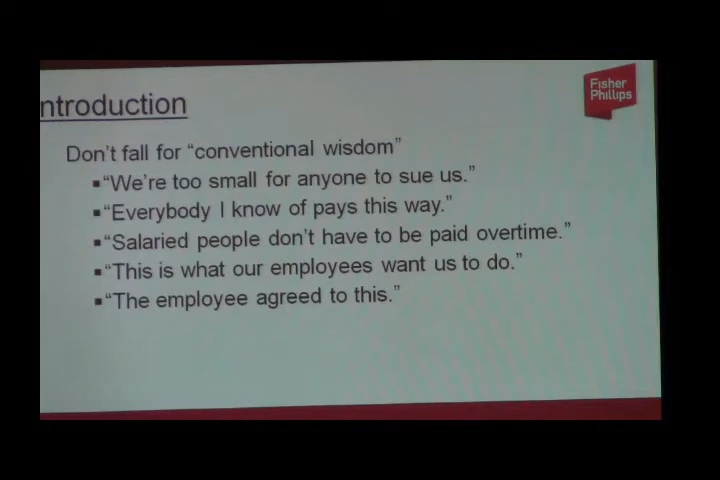 ntroduction
Fisher
Phillips
Don't fall for “conventional wisdom”
▪“We're too small for anyone to sue us.”
▪“Everybody I know of pays this way.”
▪“Salaried people don't have to be paid overtime.”
▪“This is what our employees want us to do.”
▪“The employee agreed to this.”